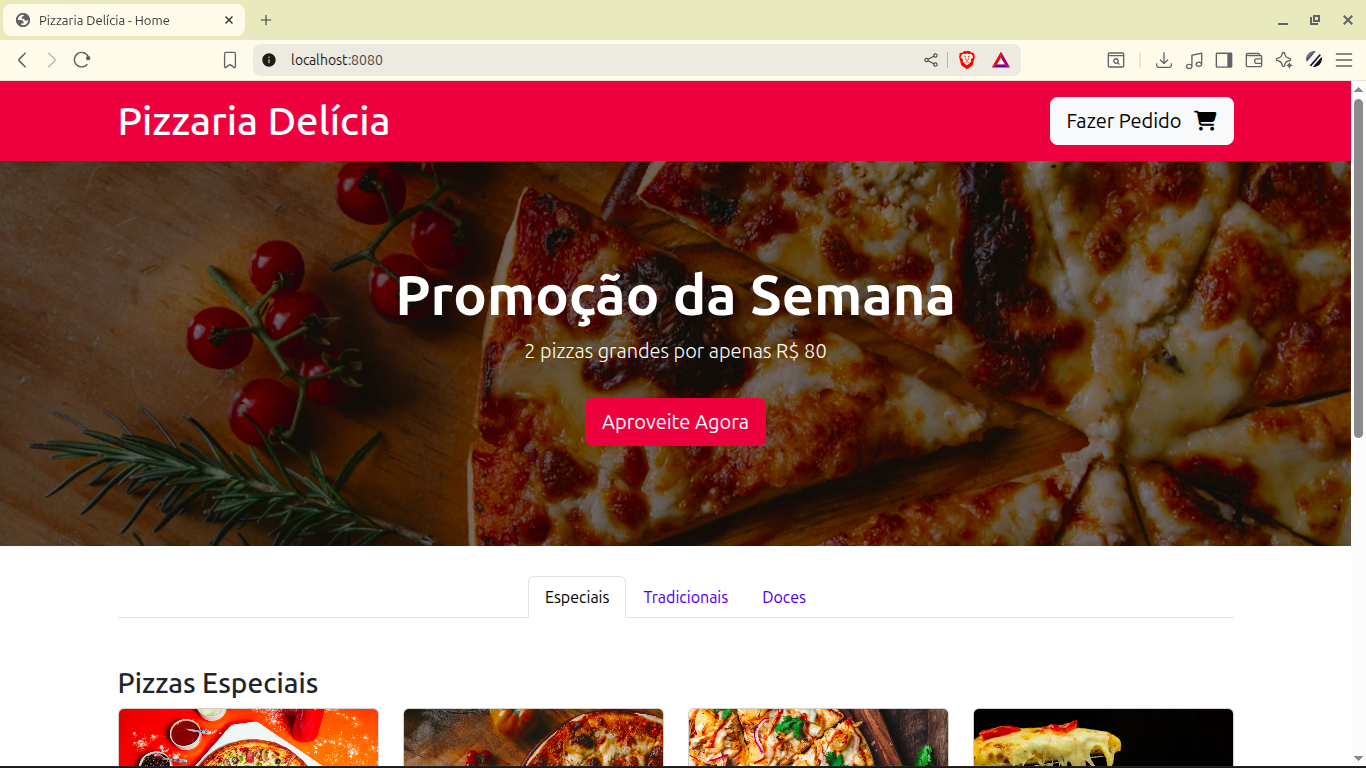 Pizzaria Delícia - Home
localhost:8080
Pizzaria Delícia
Fazer Pedido
Promoção da Semana
2 pizzas grandes por apenas R$ 80
Aproveite Agora
Especiais Tradicionais Doces
Pizzas Especiais